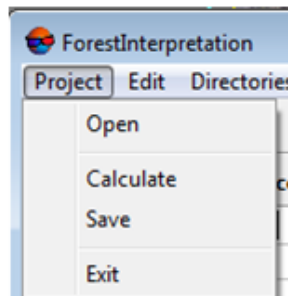 ForestInterpretation
Project Edit Directories
Open
Calculate
Save
Exit